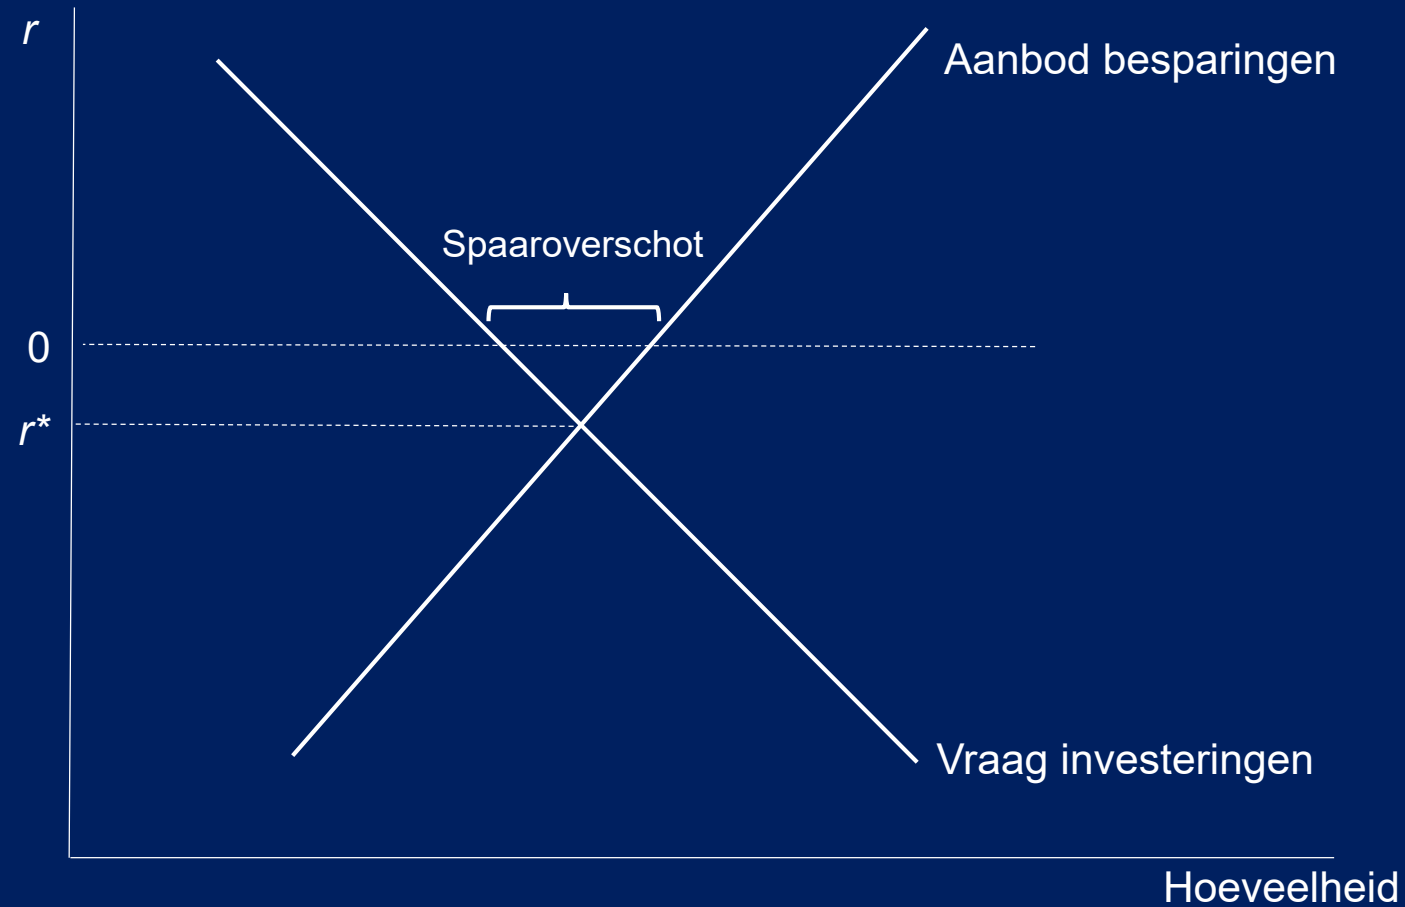 r
Aanbod besparingen
Spaaroverschot
0
r*
Vraag investeringen
Hoeveelheid